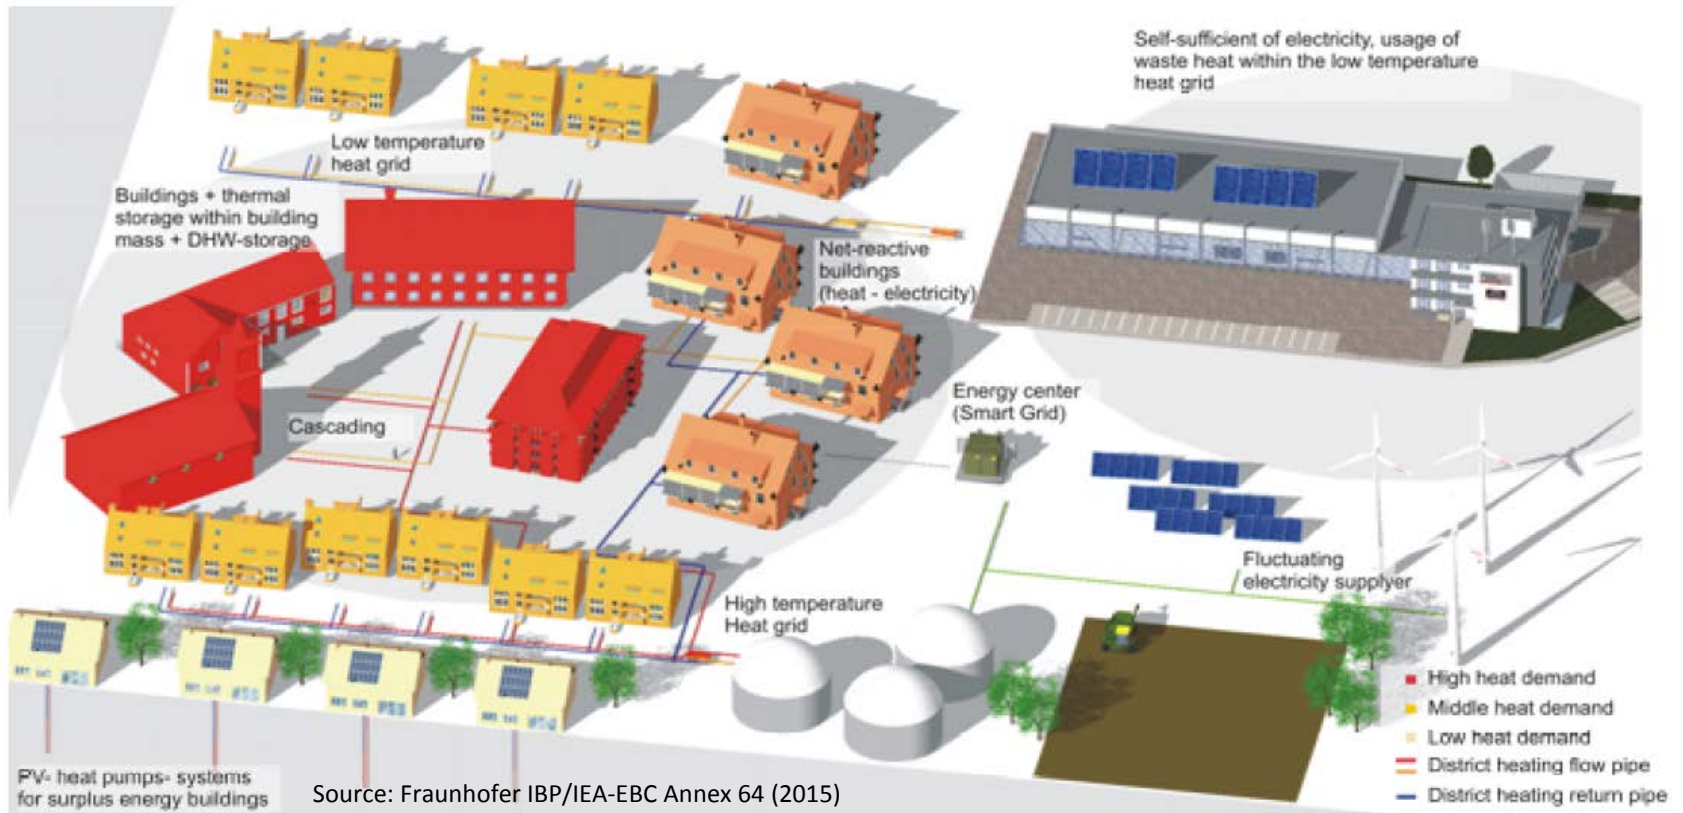 Self-sufficient of electricity, usage of
waste heat within the low temperature
heat grid
Low temperature
heat grid
Buildings + thermal
storage within building
mass + DHW-storage
Net-reactive
buildings
(heat - electricity)
Energy center
(Smart Grid)
Cascading
Fluctuating
electricity supplyer
High temperature
Heat grid
High heat demand
Middle heat demand
Low heat demand
District heating flow pipe
District heating return pipe
PV- heat pumps- systems
for surplus energy buildings
Source: Fraunhofer IBP/IEA-EBC Annex 64 (2015)